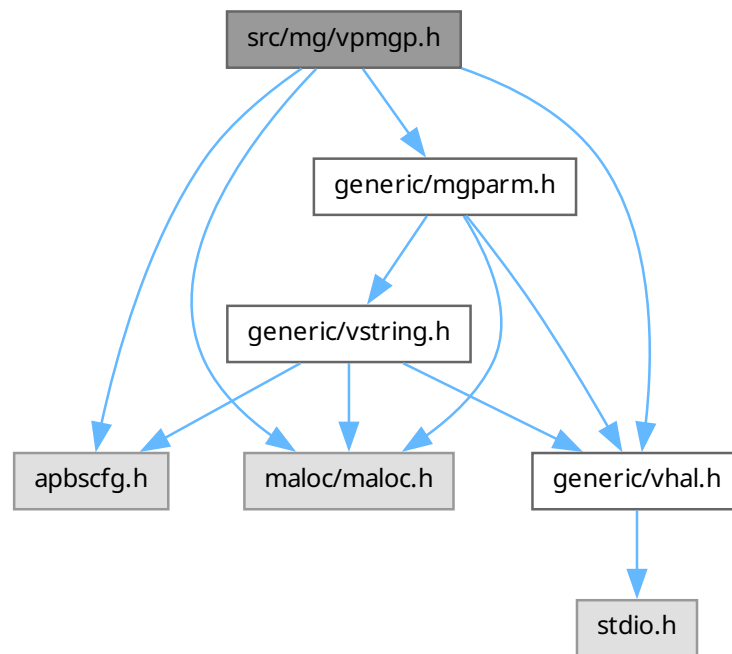 src/mg/vpmgp.h
generic/mgparm.h
generic/vstring.h
apbscfg.h
maloc/maloc.h
generic/vhal.h
stdio.h